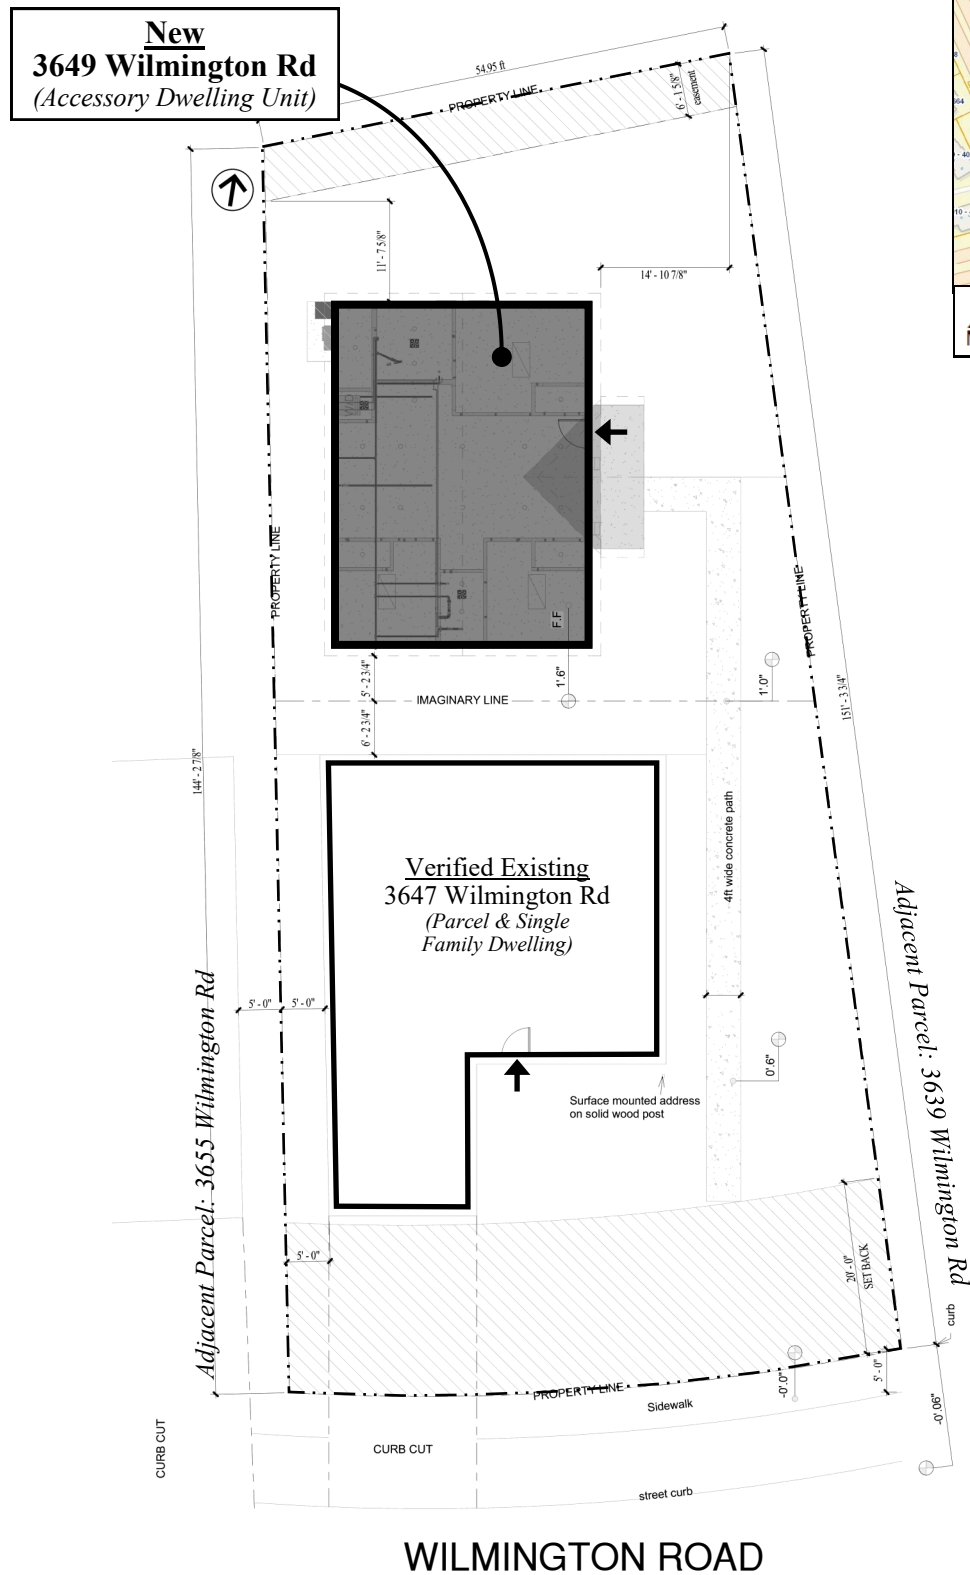 New
3649 Wilmington Rd
(Accessory Dwelling Unit)
54.95 ft
PROPERTY LINE
6' - 1 5/8"
easement
11' - 7 5/8"
14' - 10 7/8"
PROPERTY LINE
PROPERTY LINE
F.F
1'.6"
1'.0"
5' - 2 3/4"
IMAGINARY LINE
6' - 2 3/4"
151' - 3 3/4"
144' - 2 7/8"
4ft wide concrete path
Verified Existing
3647 Wilmington Rd
(Parcel & Single
Family Dwelling)
Adjacent Parcel: 3655 Wilmington Rd
Adjacent Parcel: 3639 Wilmington Rd
5' - 0"
5' - 0"
0'.6"
Surface mounted address
on solid wood post
5' - 0"
20' - 0"
SET BACK
curb
-0'.0"
5' - 0"
PROPERTY LINE
Sidewalk
-0'.06"
CURB CUT
CURB CUT
street curb
WILMINGTON ROAD